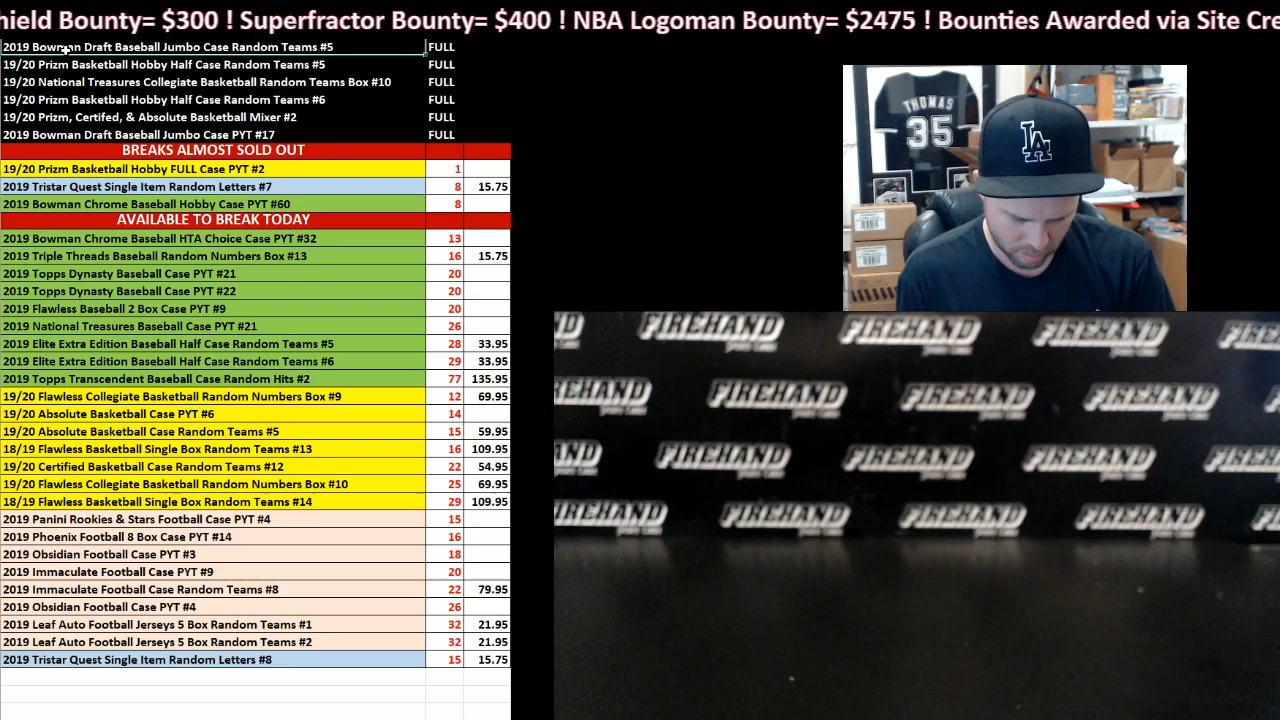 hield Bounty= $300 ! Superfractor Bounty= $400 ! NBA Logoman Bounty= $2475 ! Bounties Awarded via Site Cre
2019 Bowman Draft Baseball Jumbo Case Random Teams #5 FULL
19/20 Prizm Basketball Hobby Half Case Random Teams #5 FULL
19/20 National Treasures Collegiate Basketball Random Teams Box #10 FULL
19/20 Prizm Basketball Hobby Half Case Random Teams #6 FULL
19/20 Prizm, Certifed, & Absolute Basketball Mixer #2 FULL
2019 Bowman Draft Baseball Jumbo Case PYT #17 FULL
BREAKS ALMOST SOLD OUT
19/20 Prizm Basketball Hobby FULL Case PYT #2 1
2019 Tristar Quest Single Item Random Letters #7 8 15.75
2019 Bowman Chrome Baseball Hobby Case PYT #60 8
AVAILABLE TO BREAK TODAY
2019 Bowman Chrome Baseball HTA Choice Case PYT #32 13
2019 Triple Threads Baseball Random Numbers Box #13 16 15.75
2019 Topps Dynasty Baseball Case PYT #21 20
2019 Topps Dynasty Baseball Case PYT #22 20
2019 Flawless Baseball 2 Box Case PYT #9 20
2019 National Treasures Baseball Case PYT #21 26
2019 Elite Extra Edition Baseball Half Case Random Teams #5 28 33.95
2019 Elite Extra Edition Baseball Half Case Random Teams #6 29 33.95
2019 Topps Transcendent Baseball Case Random Hits #2 77 135.95
19/20 Flawless Collegiate Basketball Random Numbers Box #9 12 69.95
19/20 Absolute Basketball Case PYT #6 14
19/20 Absolute Basketball Case Random Teams #5 15 59.95
18/19 Flawless Basketball Single Box Random Teams #13 16 109.95
19/20 Certified Basketball Case Random Teams #12 22 54.95
19/20 Flawless Collegiate Basketball Random Numbers Box #10 25 69.95
18/19 Flawless Basketball Single Box Random Teams #14 29 109.95
2019 Panini Rookies & Stars Football Case PYT #4 15
2019 Phoenix Football 8 Box Case PYT #14 16
2019 Obsidian Football Case PYT #3 18
2019 Immaculate Football Case PYT #9 20
2019 Immaculate Football Case Random Teams #8 22 79.95
2019 Obsidian Football Case PYT #4 26
2019 Leaf Auto Football Jerseys 5 Box Random Teams #1 32 21.95
2019 Leaf Auto Football Jerseys 5 Box Random Teams #2 32 21.95
2019 Tristar Quest Single Item Random Letters #8 15 15.75
THOMAS
35
LA
FIREHAND FIREHAND FIREHAND
FIREHAND FIREHAND FIREHAND
FIREHAND FIREHAND FIREHAND
FIREHAND FIREHAND FIREHAND FIREHAND